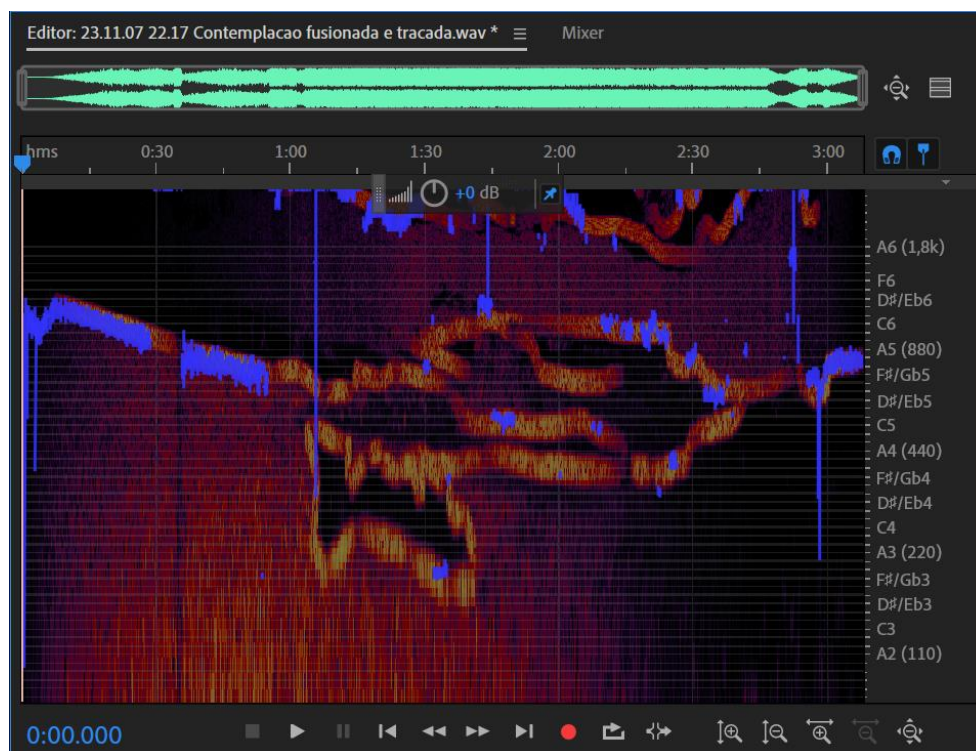 Editor: 23.11.07 22.17 Contemplacao fusionada e tracada.wav * ≡ Mixer
hms 0:30 1:00 1:30 2:00 2:30 3:00
+0 dB
A6 (1,8k)
F6
D♯/Eb6
C6
A5 (880)
F♯/Gb5
D♯/Eb5
C5
A4 (440)
F♯/Gb4
D♯/Eb4
C4
A3 (220)
F♯/Gb3
D♯/Eb3
C3
A2 (110)
0:00.000